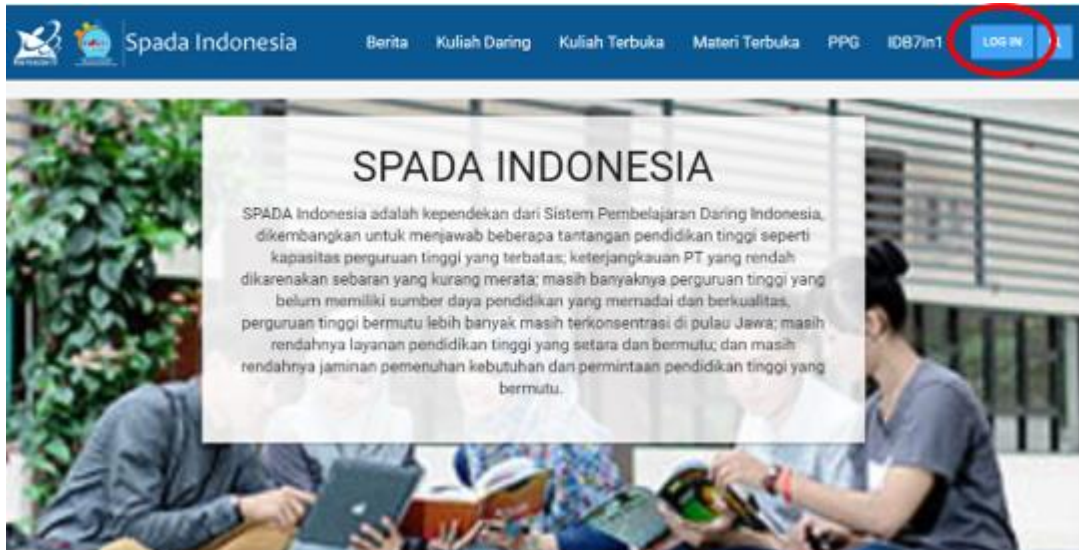 Spada Indonesia
Berita Kuliah Daring Kuliah Terbuka Materi Terbuka PPG IDB7In1 LOG IN
SPADA INDONESIA
SPADA Indonesia adalah kependekan dari Sistem Pembelajaran Daring Indonesia,
dikembangkan untuk menjawab beberapa tantangan pendidikan tinggi seperti
kapasitas perguruan tinggi yang terbatas; keterjangkauan PT yang rendah
dikarenakan sebaran yang kurang merata; masih banyaknya perguruan tinggi yang
belum memiliki sumber daya pendidikan yang memadai dan berkualitas,
perguruan tinggi bermutu lebih banyak masih terkonsentrasi di pulau Jawa; masih
rendahnya layanan pendidikan tinggi yang setara dan bermutu; dan masih
rendahnya jaminan pemenuhan kebutuhan dan permintaan pendidikan tinggi yang
bermutu.